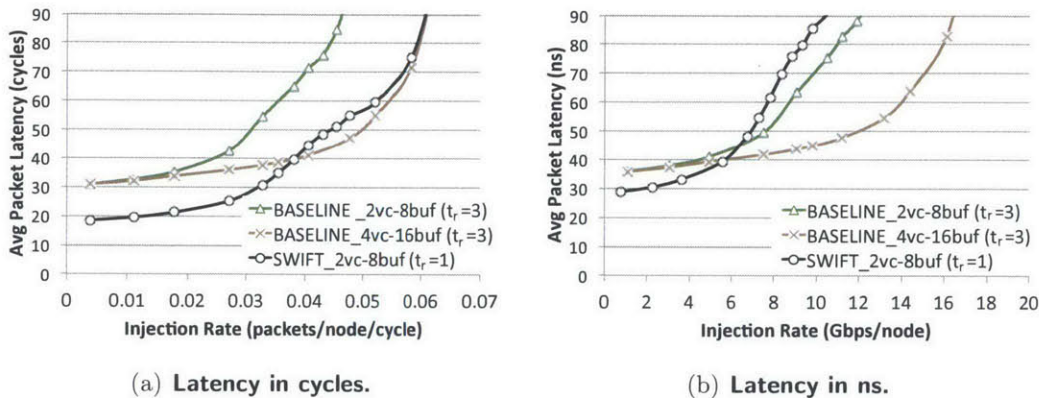 Avg Packet Latency (cycles)
90
80
70
60
50
40
30
20
10
0
BASELINE _2vc-8buf (tr=3)
BASELINE_4vc-16buf (tr=3)
SWIFT_2vc-8buf (tr=1)
0 0.01 0.02 0.03 0.04 0.05 0.06 0.07
Injection Rate (packets/node/cycle)
(a) Latency in cycles.
Avg Packet Latency (ns)
90
80
70
60
50
40
30
20
10
0
BASELINE_2vc-8buf (tr=3)
BASELINE_4vc-16buf (tr=3)
SWIFT_2vc-8buf (tr=1)
0 2 4 6 8 10 12 14 16 18 20
Injection Rate (Gbps/node)
(b) Latency in ns.